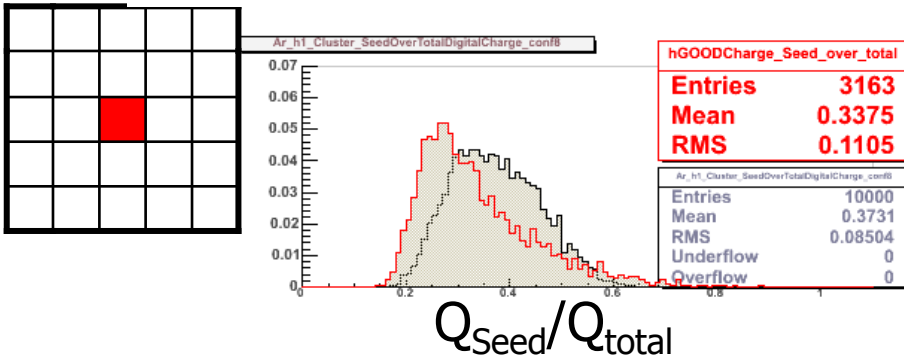 Ar_h1_Cluster_SeedOverTotalDigitalCharge_conf8
hGOODCharge_Seed_over_total
Entries 3163
Mean 0.3375
RMS 0.1105
Ar_h1_Cluster_SeedOverTotalDigitalCharge_conf8
Entries 10000
Mean 0.3731
RMS 0.08504
Underflow 0
Overflow 0
0.07
0.06
0.05
0.04
0.03
0.02
0.01
0
0 0.2 0.4 0.6 0.8 1
QSeed/Qtotal